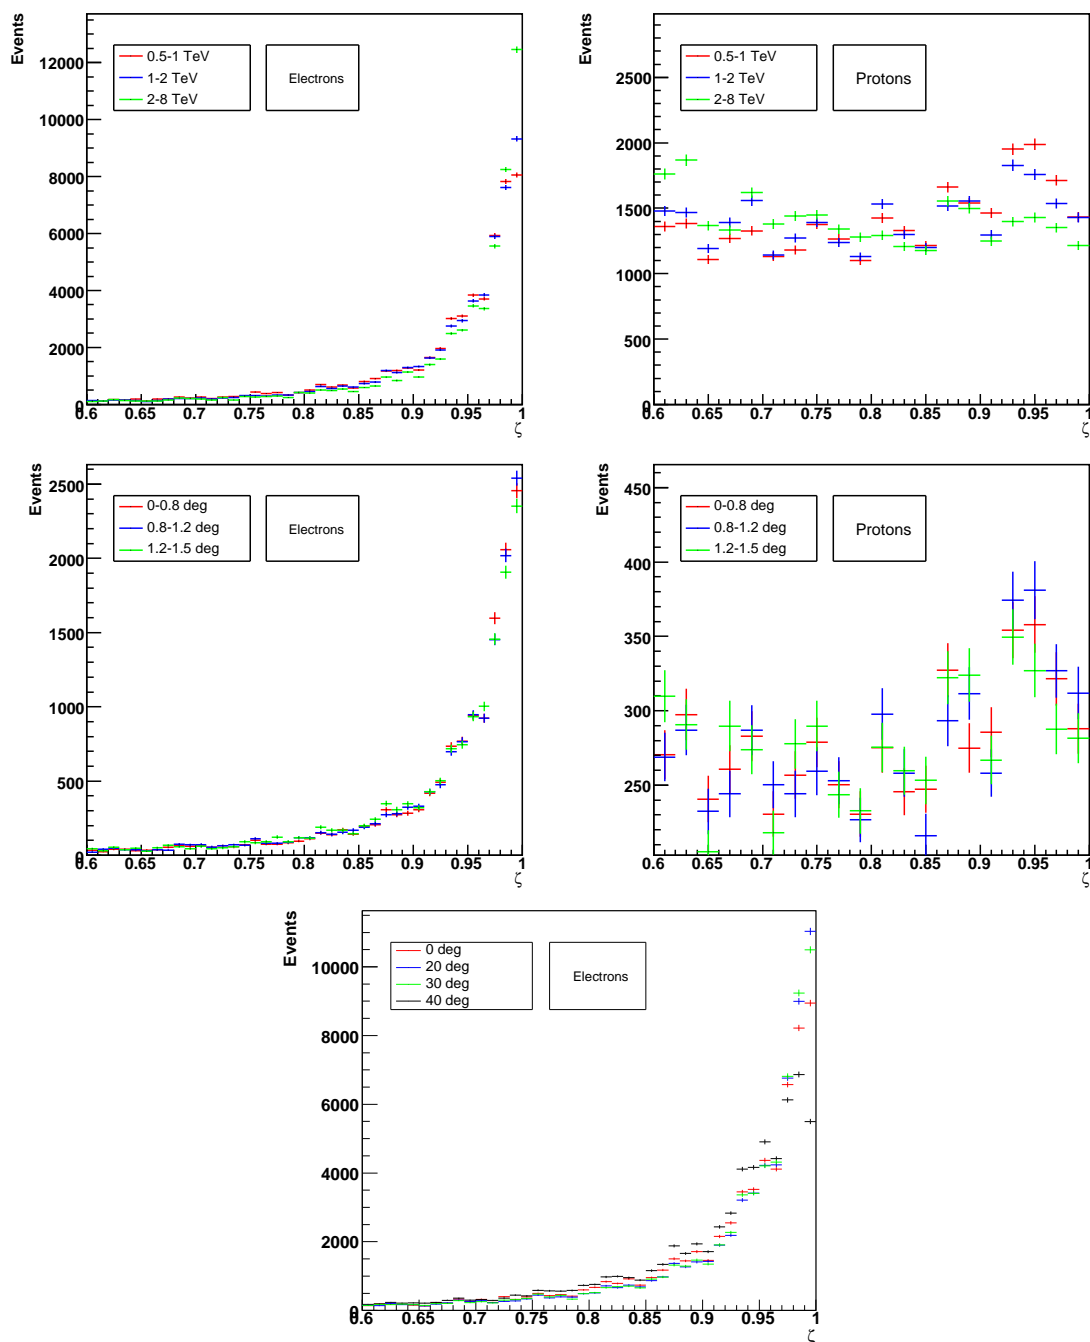 Events
12000
10000
8000
6000
4000
2000
0
0.6 0.65 0.7 0.75 0.8 0.85 0.9 0.95 1
ζ
0.5-1 TeV
1-2 TeV
2-8 TeV
Electrons
Events
2500
2000
1500
1000
500
0
0.6 0.65 0.7 0.75 0.8 0.85 0.9 0.95 1
ζ
0.5-1 TeV
1-2 TeV
2-8 TeV
Protons
Events
2500
2000
1500
1000
500
0
0.6 0.65 0.7 0.75 0.8 0.85 0.9 0.95 1
ζ
0-0.8 deg
0.8-1.2 deg
1.2-1.5 deg
Electrons
Events
450
400
350
300
250
0.6 0.65 0.7 0.75 0.8 0.85 0.9 0.95 1
ζ
0-0.8 deg
0.8-1.2 deg
1.2-1.5 deg
Protons
Events
10000
8000
6000
4000
2000
0
0.6 0.65 0.7 0.75 0.8 0.85 0.9 0.95 1
ζ
0 deg
20 deg
30 deg
40 deg
Electrons